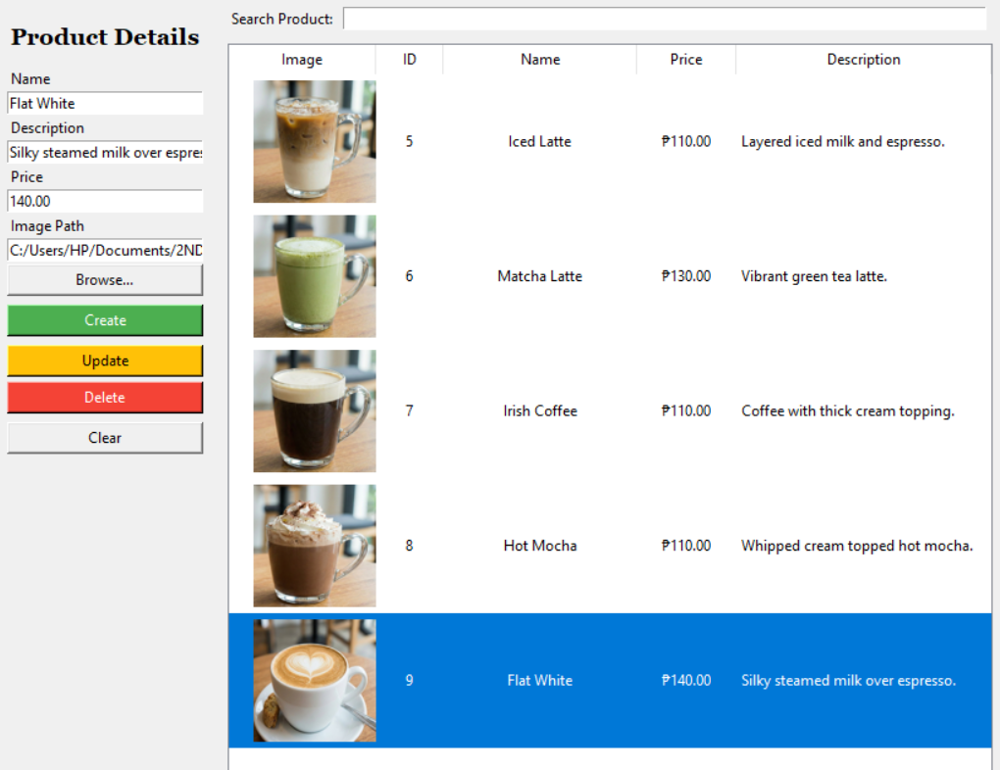 Product Details
Name
Flat White
Description
Silky steamed milk over espre
Price
140.00
Image Path
C:/Users/HP/Documents/2ND
Browse...
Create
Update
Delete
Clear
Search Product:
Image ID Name Price Description
5 Iced Latte ₱110.00 Layered iced milk and espresso.
6 Matcha Latte ₱130.00 Vibrant green tea latte.
7 Irish Coffee ₱110.00 Coffee with thick cream topping.
8 Hot Mocha ₱110.00 Whipped cream topped hot mocha.
9 Flat White ₱140.00 Silky steamed milk over espresso.